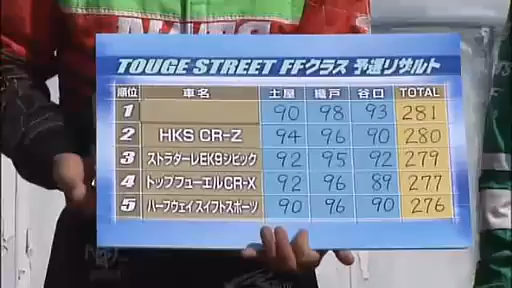 TOUGE STREET FFクラス 予選リザルト
順位 車名 土屋 織戸 谷口 TOTAL
1 90 98 93 281
2 HKS CR-Z 94 96 90 280
3 ストラダーレEK9シビック 92 95 92 279
4 トップフューエルCR-X 92 96 89 277
5 ハーフウェイスイフトスポーツ 90 96 90 276